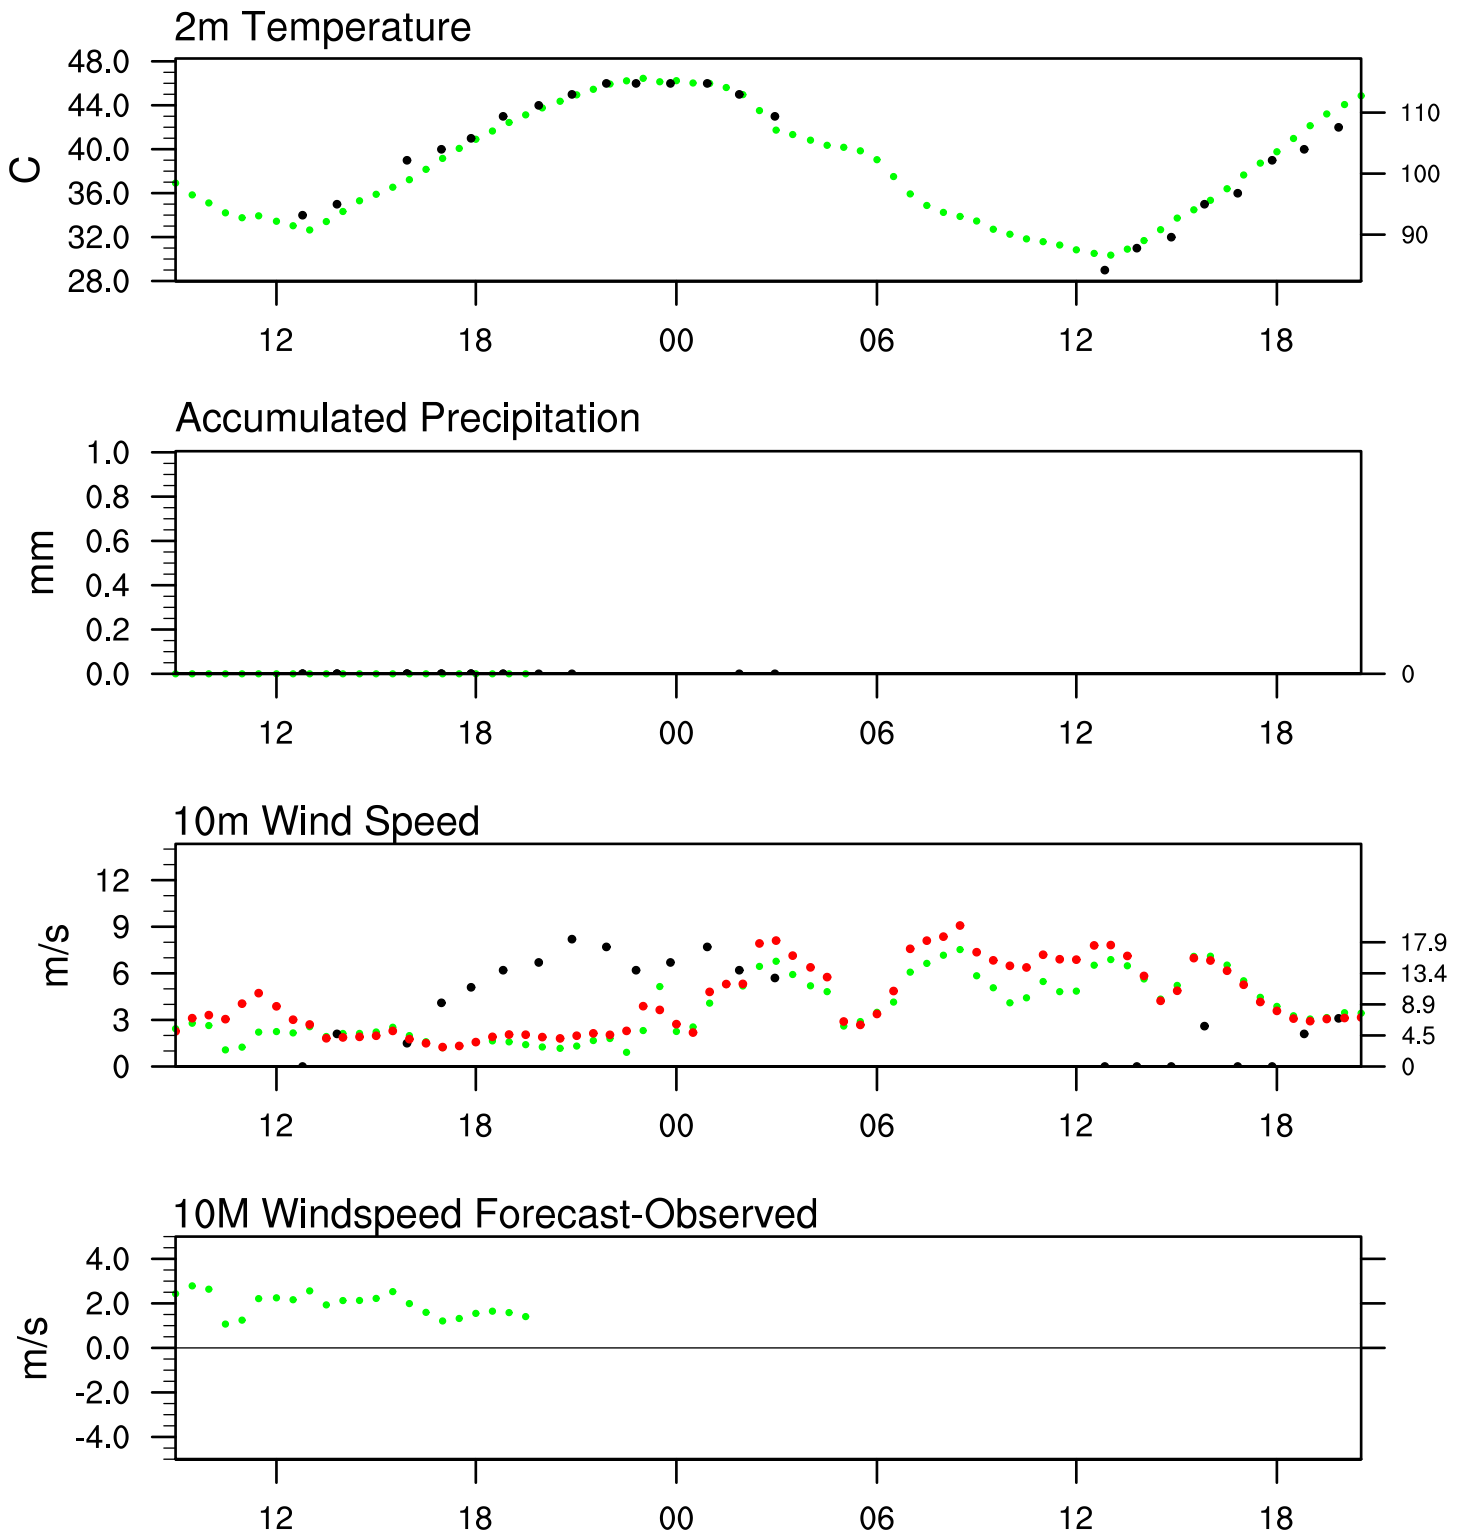 2m Temperature
48.0
44.0
40.0
36.0
32.0
28.0
C
110
100
90
12 18 00 06 12 18
Accumulated Precipitation
1.0
0.8
0.6
0.4
0.2
0.0
mm
0
12 18 00 06 12 18
10m Wind Speed
12
9
6
3
0
m/s
17.9
13.4
8.9
4.5
0
12 18 00 06 12 18
10M Windspeed Forecast-Observed
4.0
2.0
0.0
-2.0
-4.0
m/s
12 18 00 06 12 18